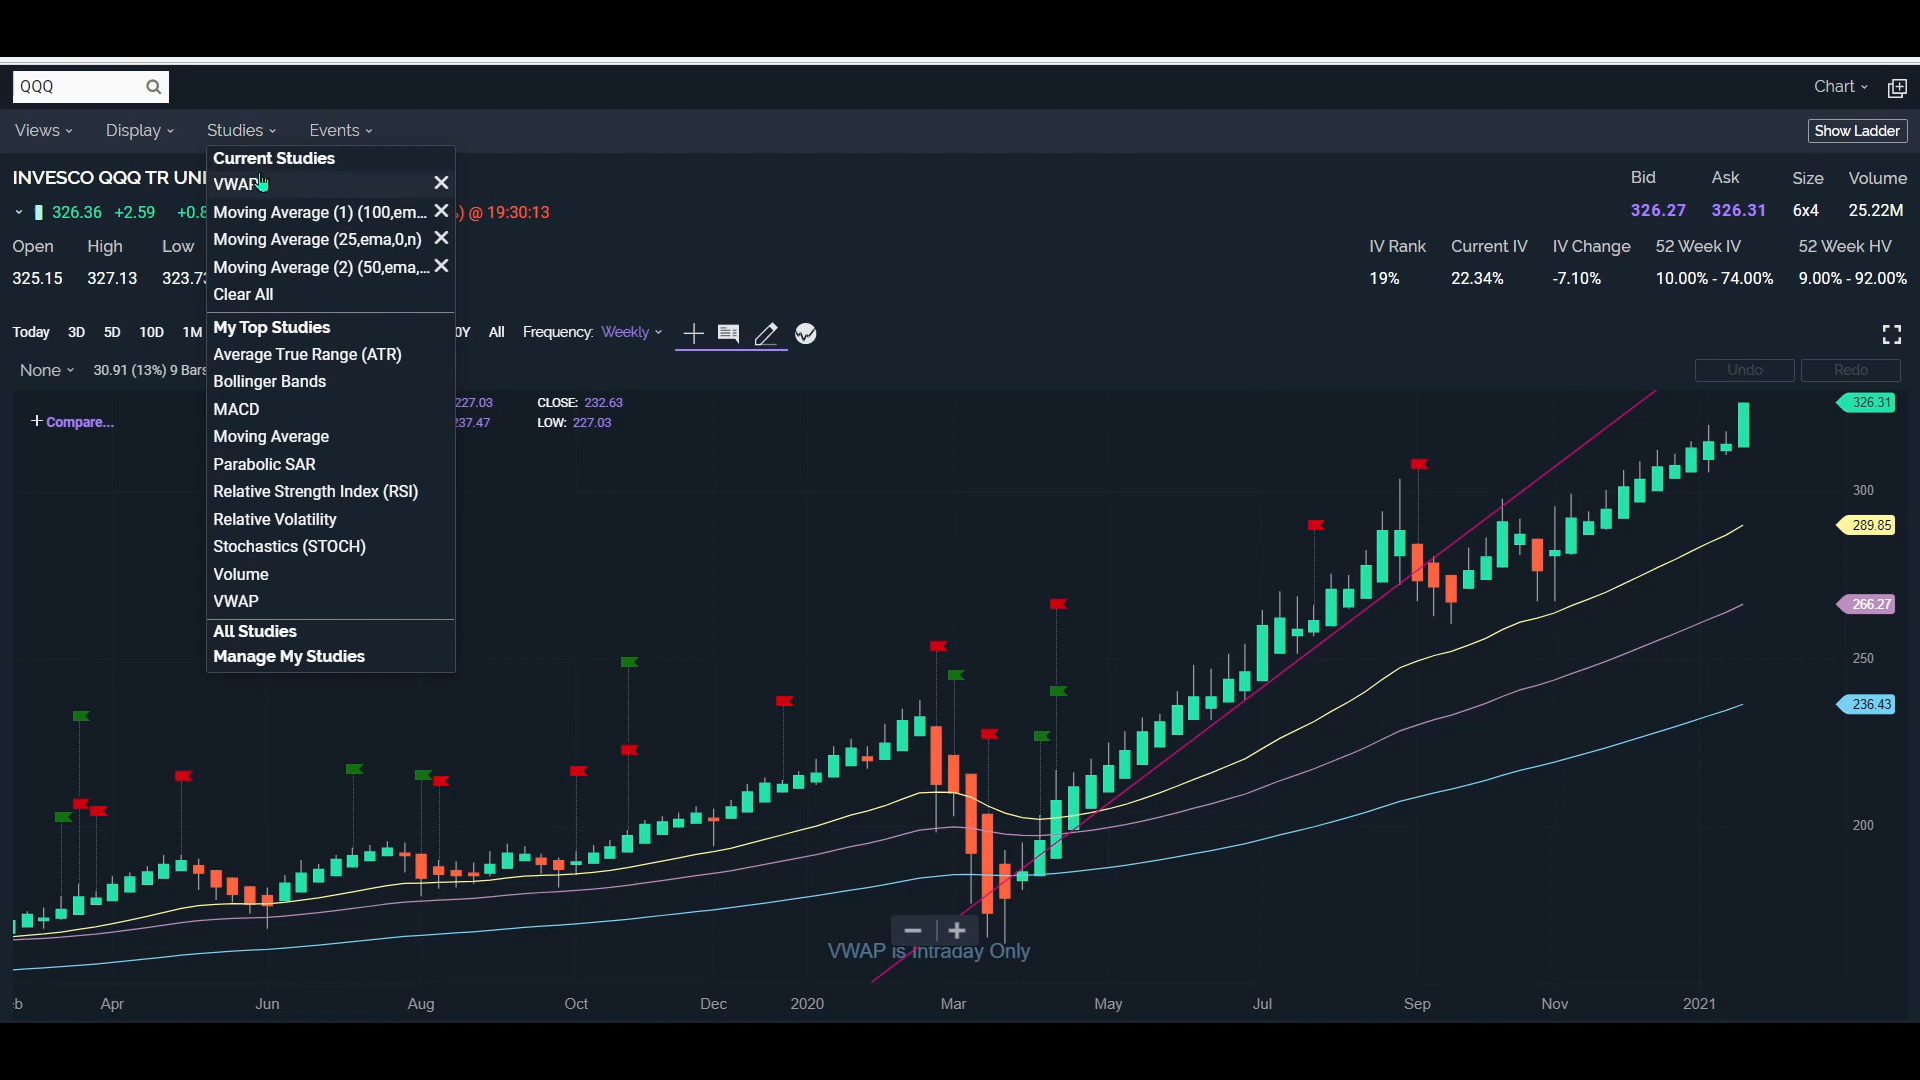 QQQ
Chart
Views Display Studies Events
Show Ladder
Current Studies
VWAP
Moving Average (1) (100,em...
Moving Average (25,ema,0,n)
Moving Average (2) (50,ema,...
Clear All
My Top Studies
Average True Range (ATR)
Bollinger Bands
MACD
Moving Average
Parabolic SAR
Relative Strength Index (RSI)
Relative Volatility
Stochastics (STOCH)
Volume
VWAP
All Studies
Manage My Studies
INVESCO QQQ TR UNI
326.36 +2.59 +0.8 ) @ 19:30:13
Open High Low
325.15 327.13 323.7
Bid Ask Size Volume
326.27 326.31 6x4 25.22M
IV Rank Current IV IV Change 52 Week IV 52 Week HV
19% 22.34% -7.10% 10.00% - 74.00% 9.00% - 92.00%
Today 3D 5D 10D 1M 0Y All Frequency: Weekly
None 30.91 (13%) 9 Bars
Undo Redo
+ Compare...
227.03 CLOSE: 232.63
237.47 LOW: 227.03
326.31
300
289.85
266.27
250
236.43
200
VWAP is Intraday Only
b Apr Jun Aug Oct Dec 2020 Mar May Jul Sep Nov 2021